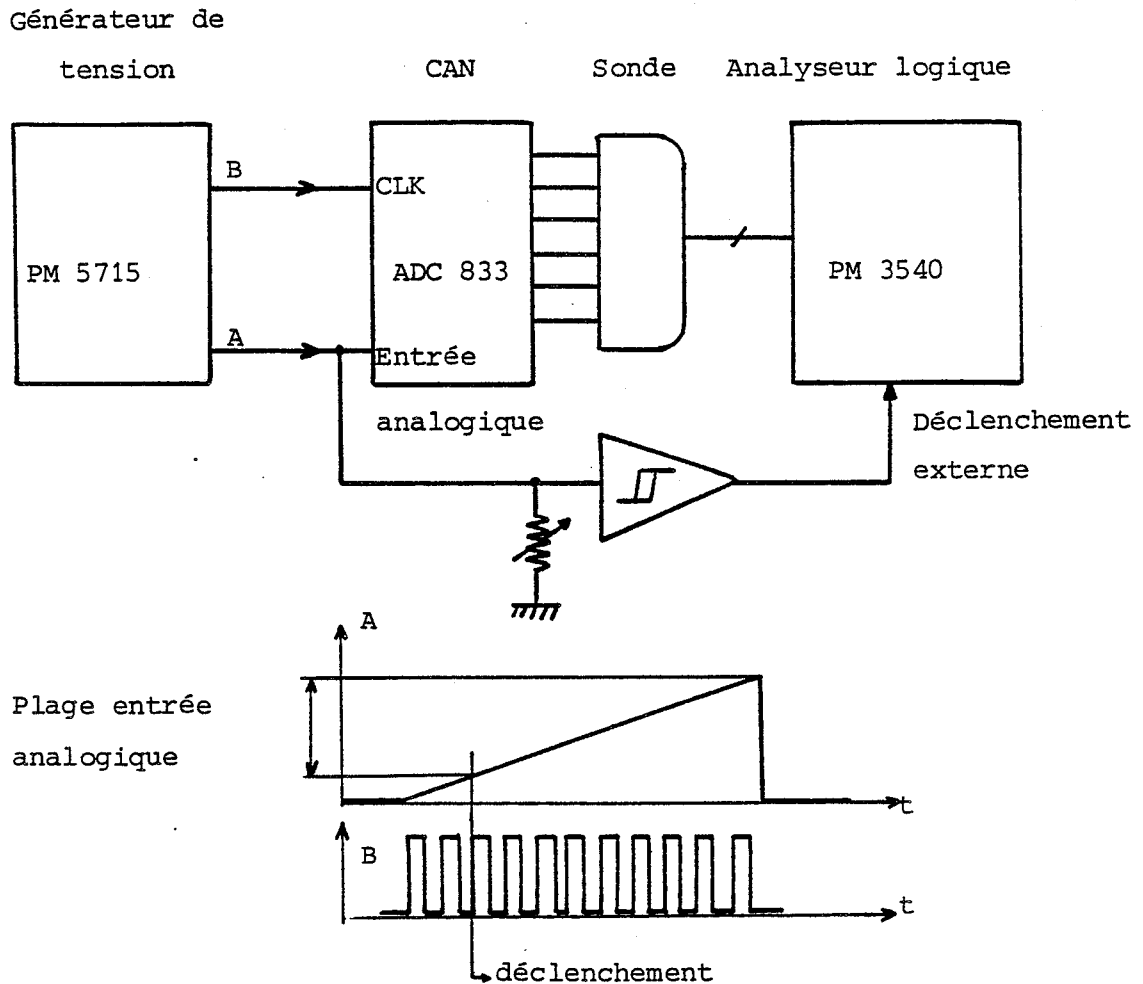 Générateur de
tension
CAN
Sonde
Analyseur logique
B
CLK
PM 5715
ADC 833
PM 3540
A
Entrée
analogique
Déclenchement
externe
A
Plage entrée
analogique
t
B
t
déclenchement